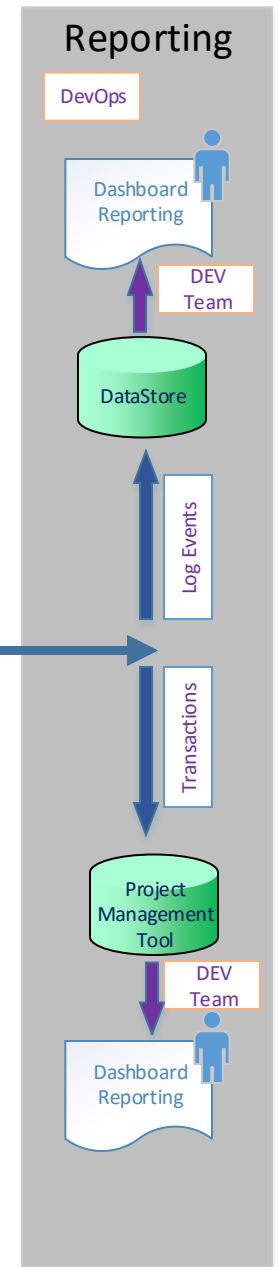 Reporting
DevOps
Dashboard
Reporting
DEV
Team
DataStore
Log Events
Transactions
Project
Management
Tool
DEV
Team
Dashboard
Reporting